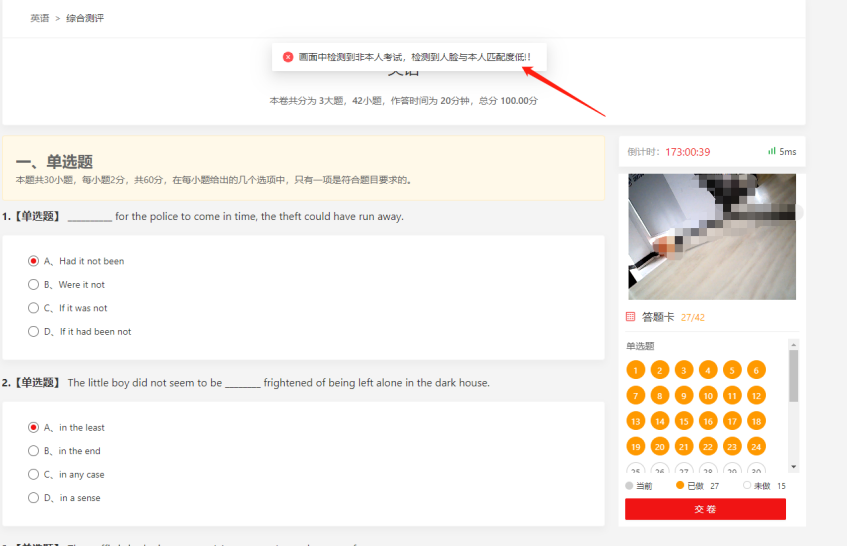 英语 > 综合测评
画面中检测到非本人考试，检测到人脸与本人匹配度低!!
本卷共分为 3大题，42小题，作答时间为 20分钟，总分 100.00分
一、单选题
本题共30小题，每小题2分，共60分，在每小题给出的几个选项中，只有一项是符合题目要求的。
1.【单选题】 _________ for the police to come in time, the theft could have run away.
A、Had it not been
B、Were it not
C、If it was not
D、If it had been not
2.【单选题】 The little boy did not seem to be _______ frightened of being left alone in the dark house.
A、in the least
B、in the end
C、in any case
D、in a sense
倒计时：173:00:39 5ms
答题卡 27/42
单选题
1 2 3 4 5 6
7 8 9 10 11 12
13 14 15 16 17 18
19 20 21 22 23 24
25 26 27 28 29 30
当前 已做 27 未做 15
交 卷